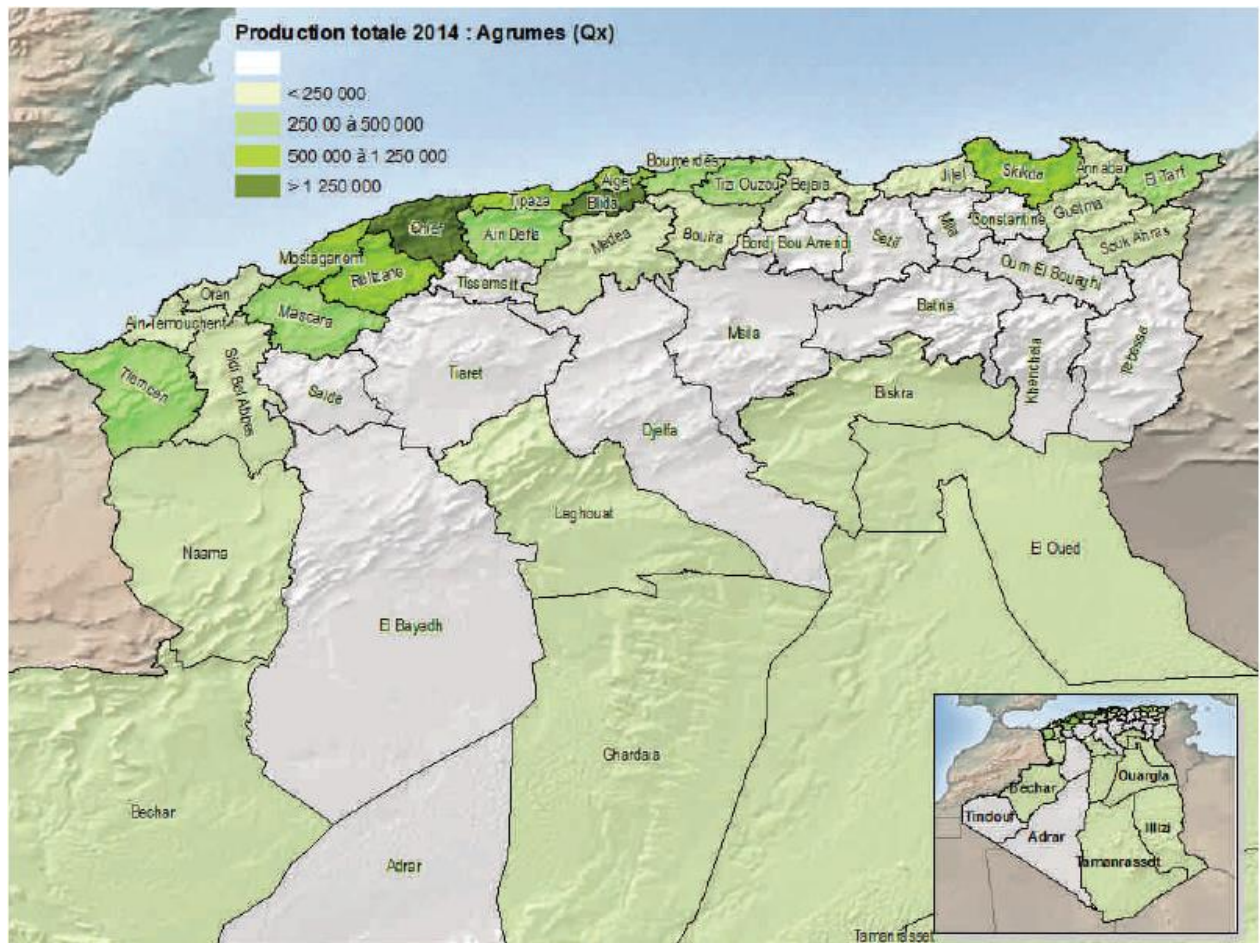 Production totale 2014 : Agrumes (Qx)
< 250 000
250 00 à 500 000
500 000 à 1 250 000
> 1 250 000
Boumerdès
Alger
Tizi Ouzou
Bejaia
Jijel
Skikda
Annaba
El Tarf
Tipaza
Blida
Chlef
Ain Defla
Medea
Bouira
Bordj Bou Arreridj
Setif
Mila
Constantine
Guelma
Souk Ahras
Mostaganem
Relizane
Tissemsilt
Oum El Bouaghi
Oran
Mascara
Ain Temouchent
Batna
Msila
Khenchela
Tebessa
Tlemcen
Sidi Bel Abbes
Saida
Tiaret
Djelfa
Biskra
Laghouat
Naama
El Oued
El Bayadh
Ghardaia
Bechar
Adrar
Tamanrasset
Ouargla
Bechar
Tindouf
Adrar
Illizi
Tamanrasset